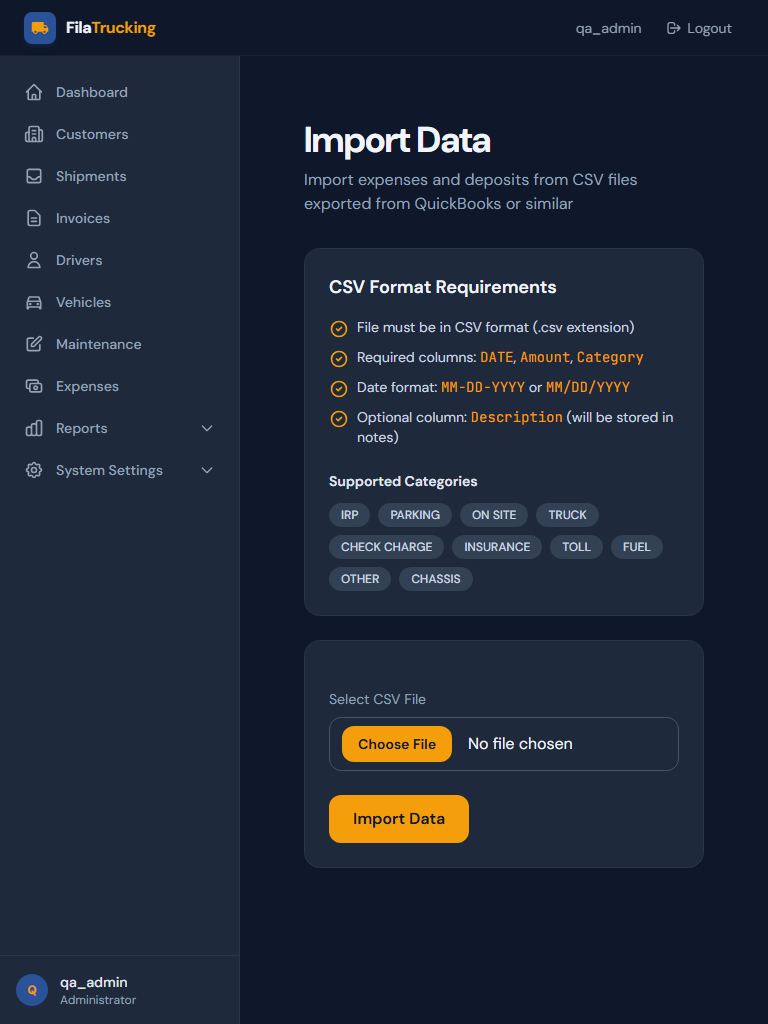 FilaTrucking
qa_admin
Logout
Dashboard
Customers
Shipments
Invoices
Drivers
Vehicles
Maintenance
Expenses
Reports
System Settings
Import Data
Import expenses and deposits from CSV files
exported from QuickBooks or similar
CSV Format Requirements
File must be in CSV format (.csv extension)
Required columns: DATE, Amount, Category
Date format: MM-DD-YYYY or MM/DD/YYYY
Optional column: Description (will be stored in
notes)
Supported Categories
IRP PARKING ON SITE TRUCK
CHECK CHARGE INSURANCE TOLL FUEL
OTHER CHASSIS
Select CSV File
Choose File No file chosen
Import Data
Q
qa_admin
Administrator